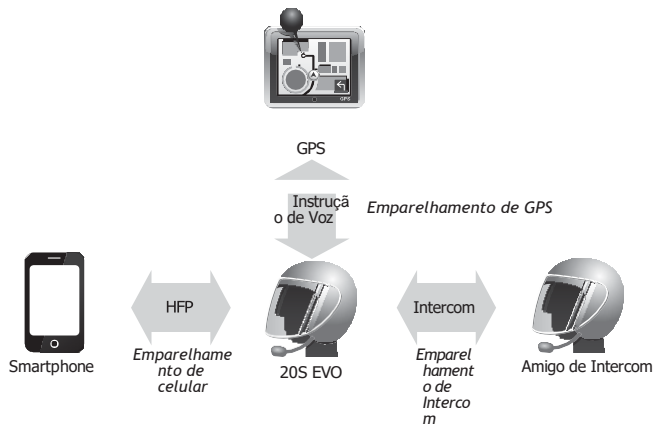 GPS
GPS
Instruçã
o de Voz
Emparelhamento de GPS
HFP
Intercom
Smartphone
Emparelhame
nto de
celular
20S EVO
Emparel
hament
o de
Interco
m
Amigo de Intercom